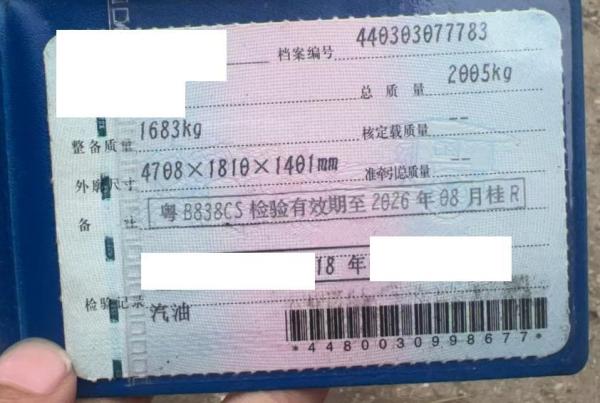 档案编号 440303077783
总质量 2005kg
整备质量 1683kg 核定载质量 --
外廓尺寸 4708×1810×1401mm 准牵引总质量 --
备注 粤B838CS 检验有效期至2026年08月桂R
18 年
检验记录 汽油
*4480030998677*